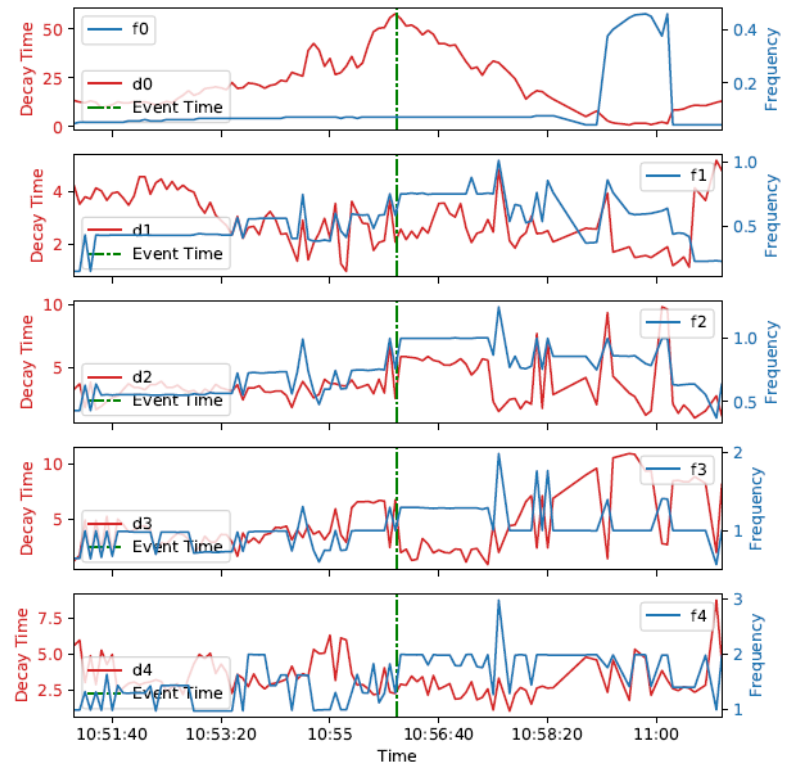 50
25
0
Decay Time
f0
d0
Event Time
0.4
0.2
Frequency
4
2
Decay Time
d1
Event Time
f1
1.0
0.5
Frequency
10
5
Decay Time
d2
Event Time
f2
1.0
0.5
Frequency
10
5
Decay Time
d3
Event Time
f3
2
1
Frequency
7.5
5.0
2.5
Decay Time
d4
Event Time
f4
3
2
1
Frequency
10:51:40 10:53:20 10:55 10:56:40 10:58:20 11:00
Time